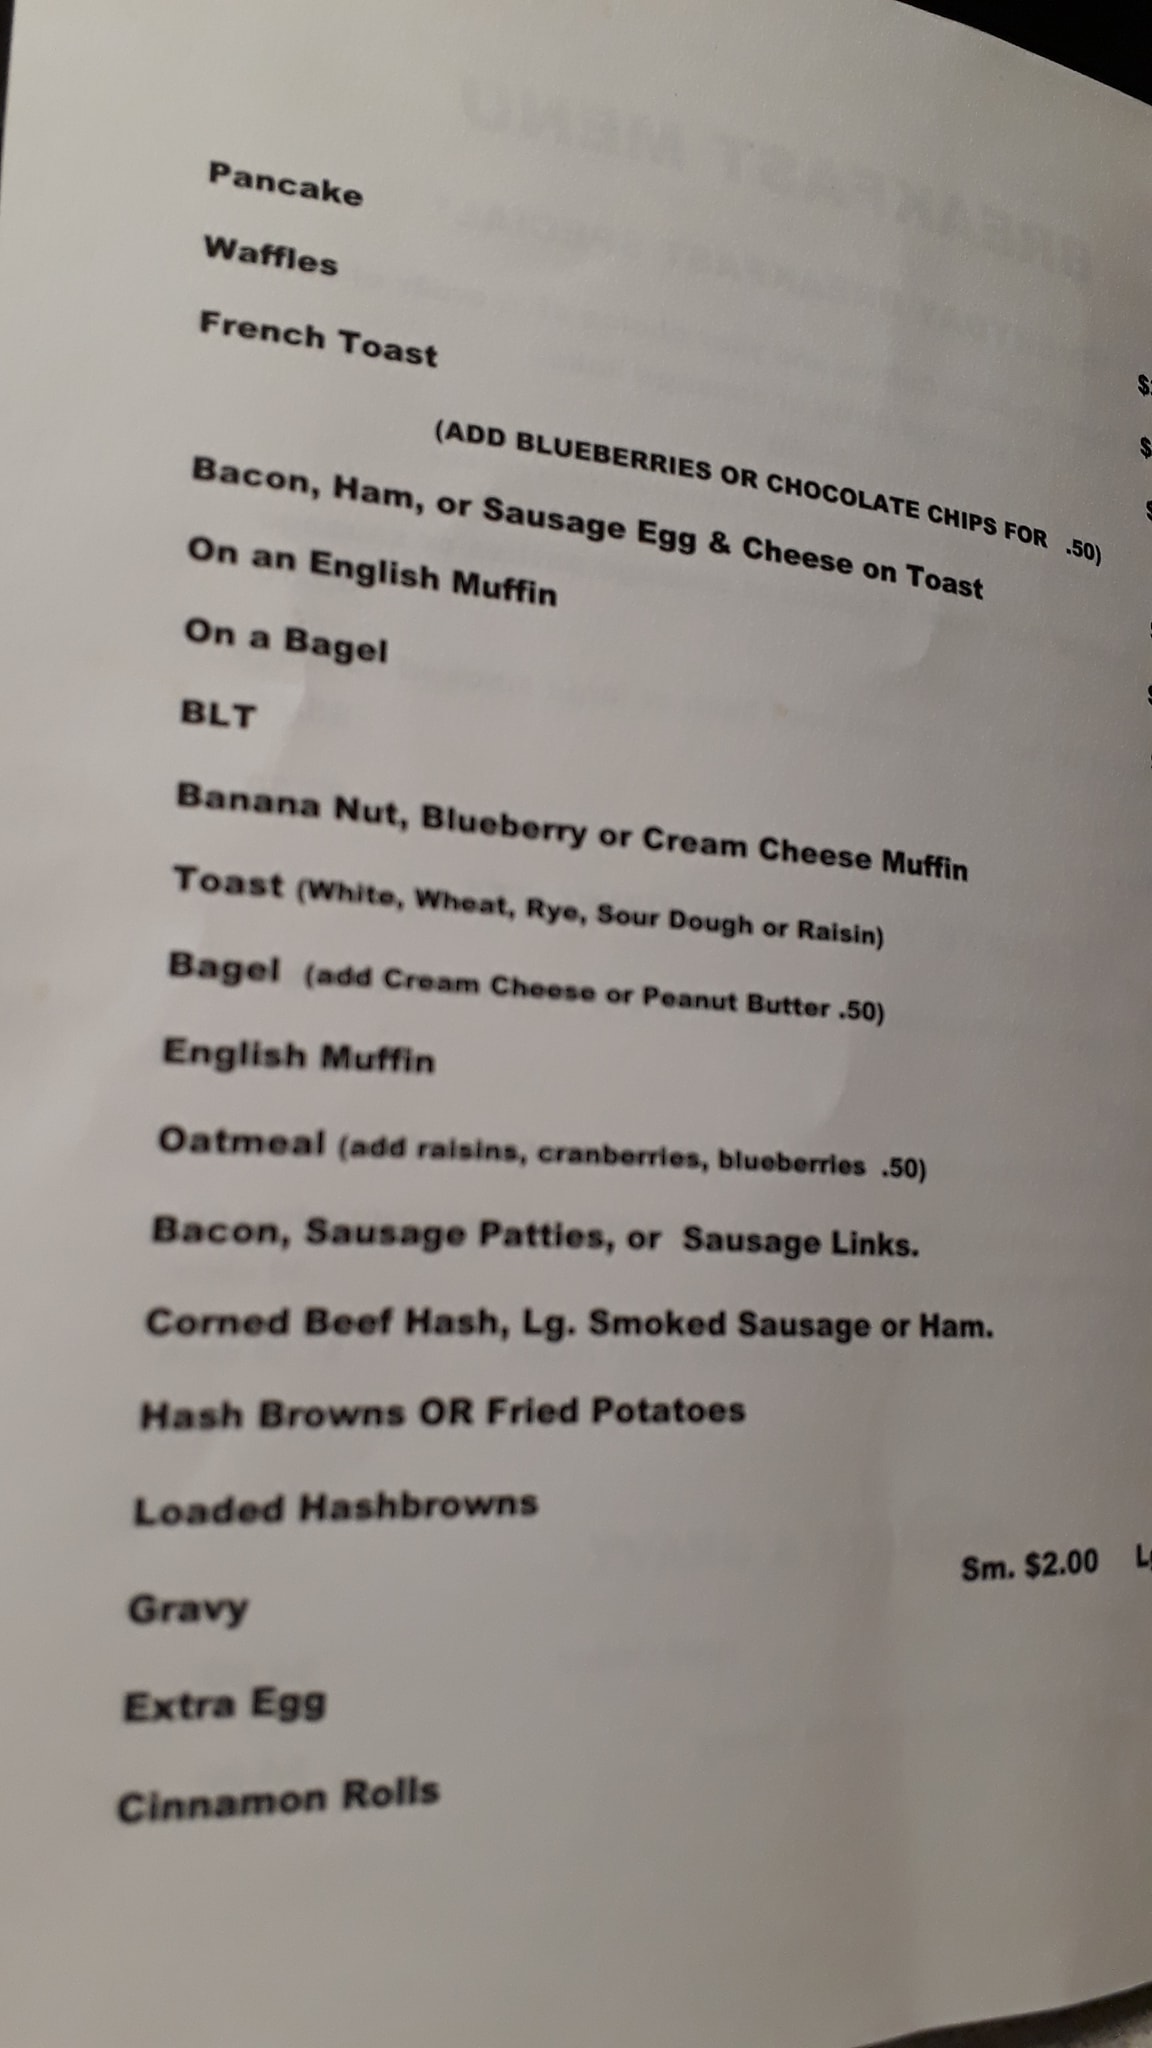 Pancake
Waffles
French Toast
(ADD BLUEBERRIES OR CHOCOLATE CHIPS FOR .50)
Bacon, Ham, or Sausage Egg & Cheese on Toast
On an English Muffin
On a Bagel
BLT
Banana Nut, Blueberry or Cream Cheese Muffin
Toast (White, Wheat, Rye, Sour Dough or Raisin)
Bagel (add Cream Cheese or Peanut Butter .50)
English Muffin
Oatmeal (add raisins, cranberries, blueberries .50)
Bacon, Sausage Patties, or Sausage Links.
Corned Beef Hash, Lg. Smoked Sausage or Ham.
Hash Browns OR Fried Potatoes
Loaded Hashbrowns
Gravy Sm. $2.00
Extra Egg
Cinnamon Rolls